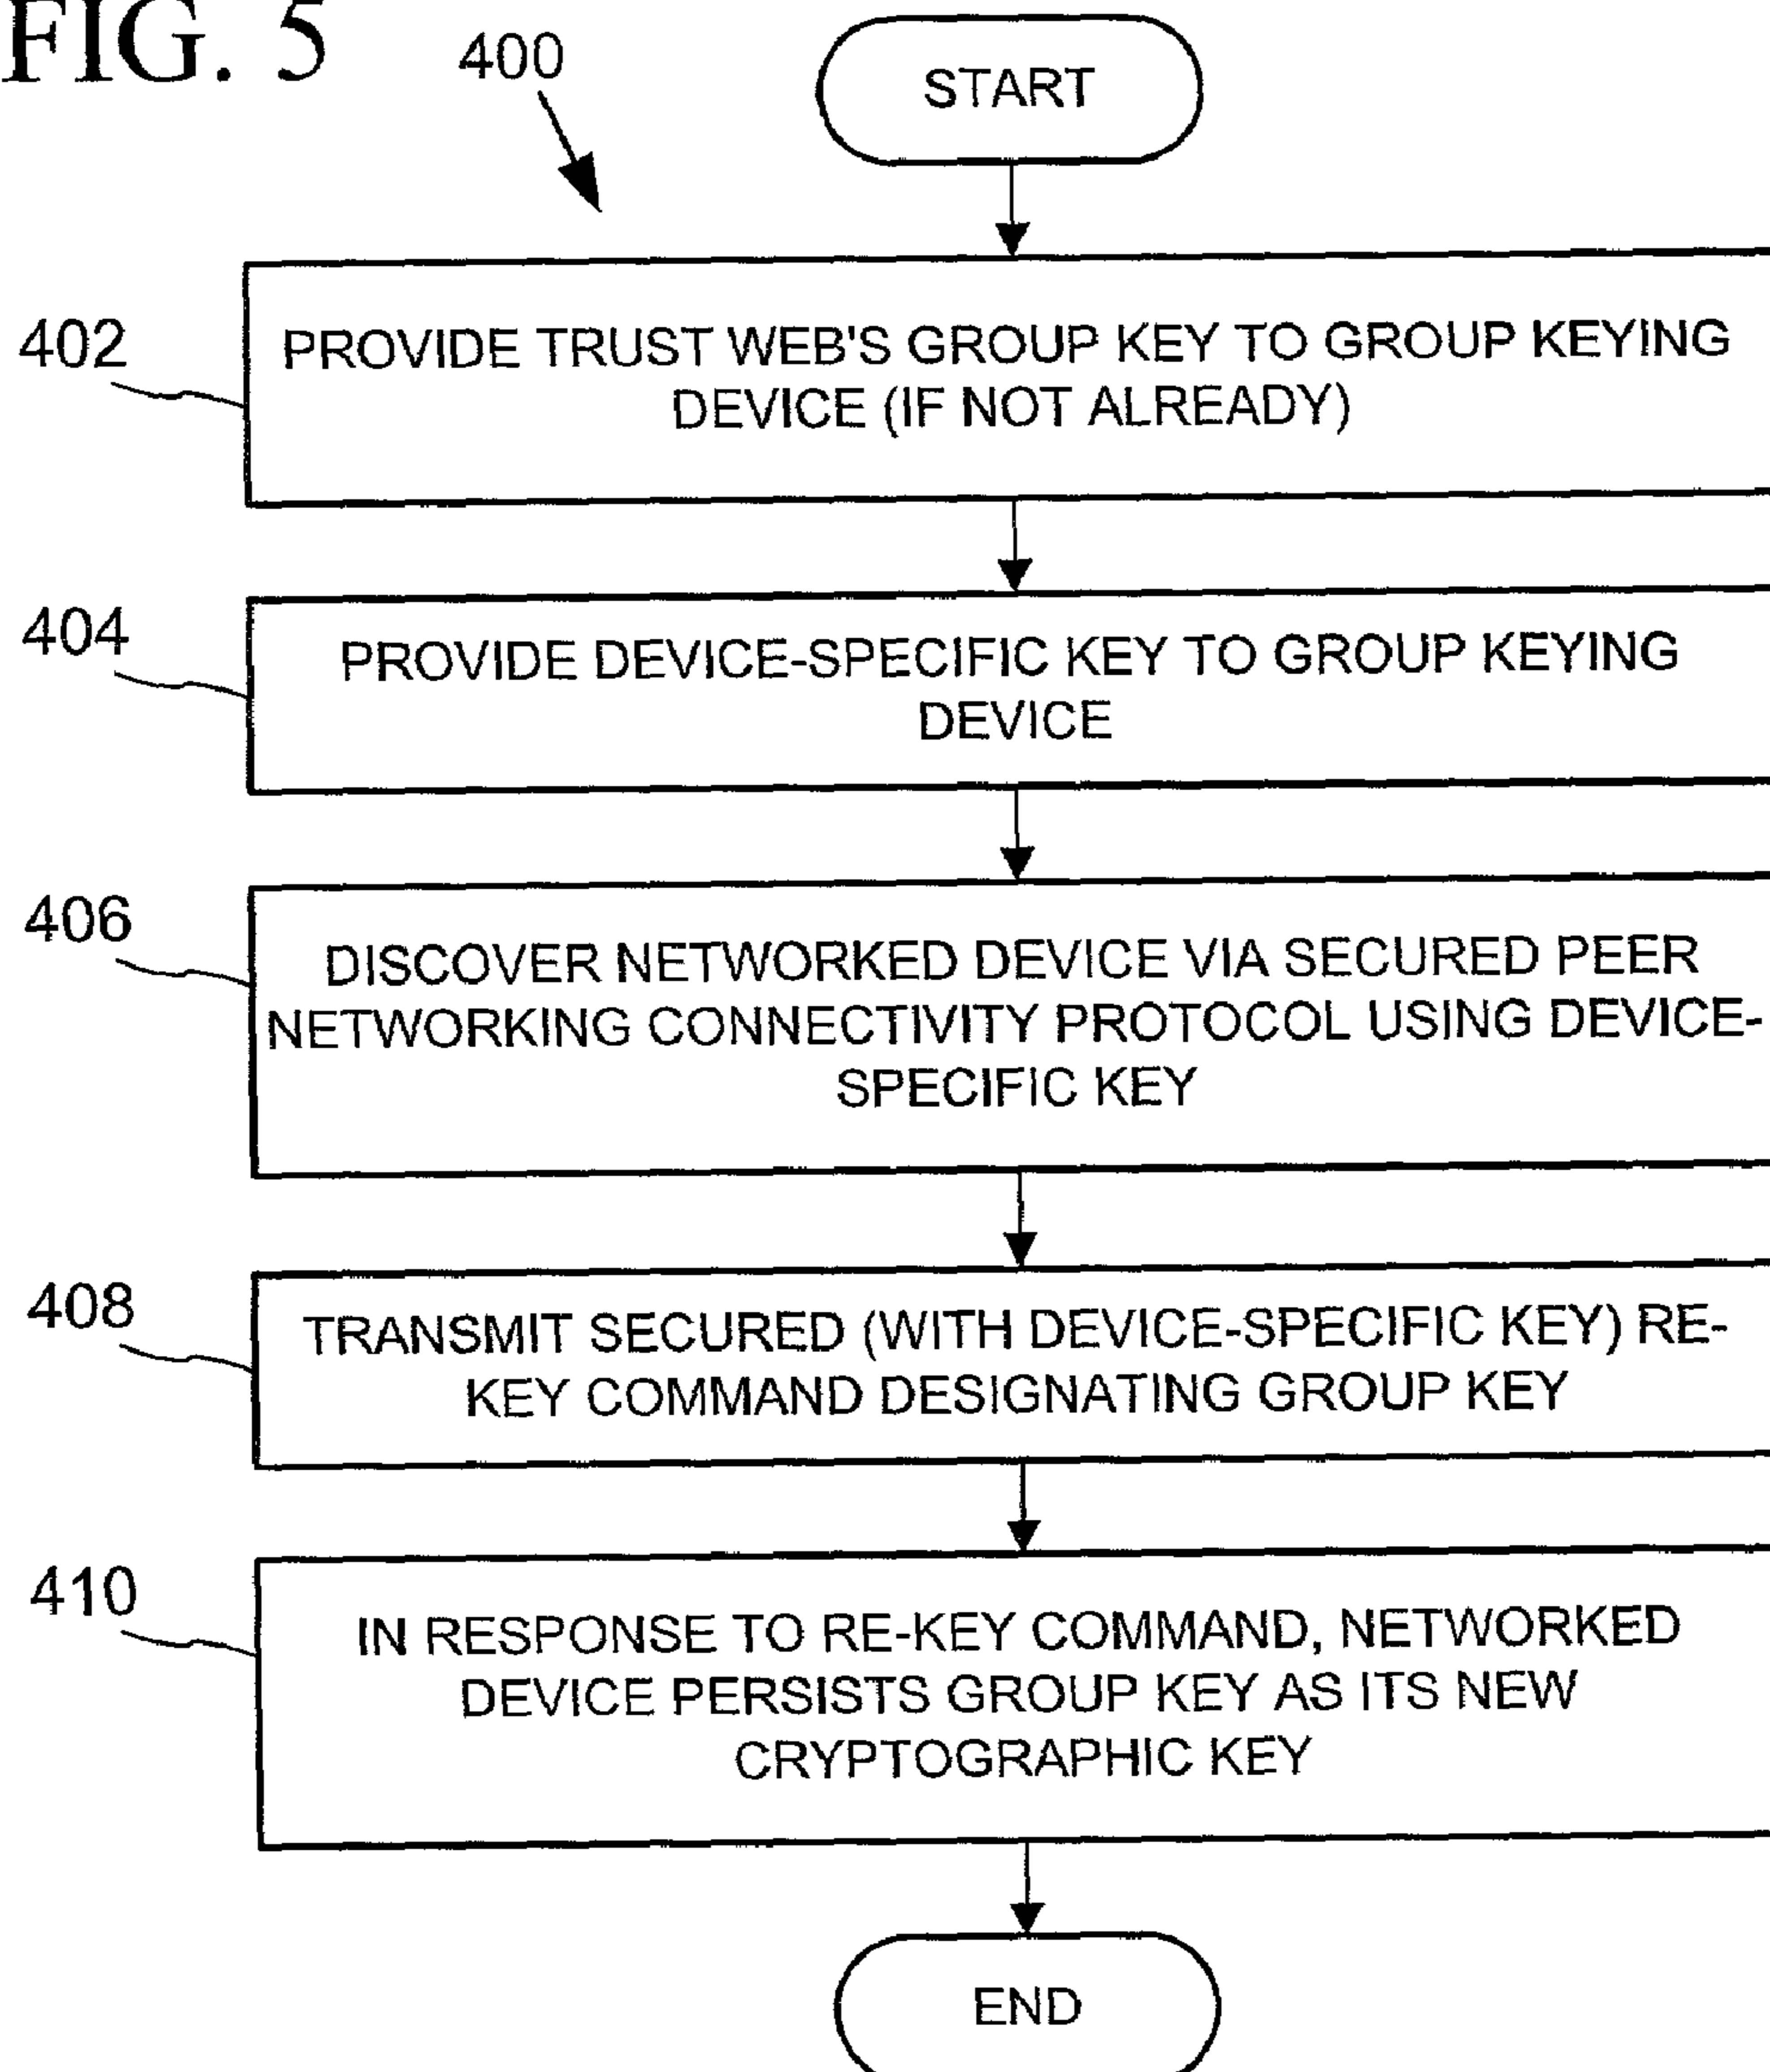 FIG. 5
400
START
402
PROVIDE TRUST WEB'S GROUP KEY TO GROUP KEYING
DEVICE (IF NOT ALREADY)
404
PROVIDE DEVICE-SPECIFIC KEY TO GROUP KEYING
DEVICE
406
DISCOVER NETWORKED DEVICE VIA SECURED PEER
NETWORKING CONNECTIVITY PROTOCOL USING DEVICE-
SPECIFIC KEY
408
TRANSMIT SECURED (WITH DEVICE-SPECIFIC KEY) RE-
KEY COMMAND DESIGNATING GROUP KEY
410
IN RESPONSE TO RE-KEY COMMAND, NETWORKED
DEVICE PERSISTS GROUP KEY AS ITS NEW
CRYPTOGRAPHIC KEY
END